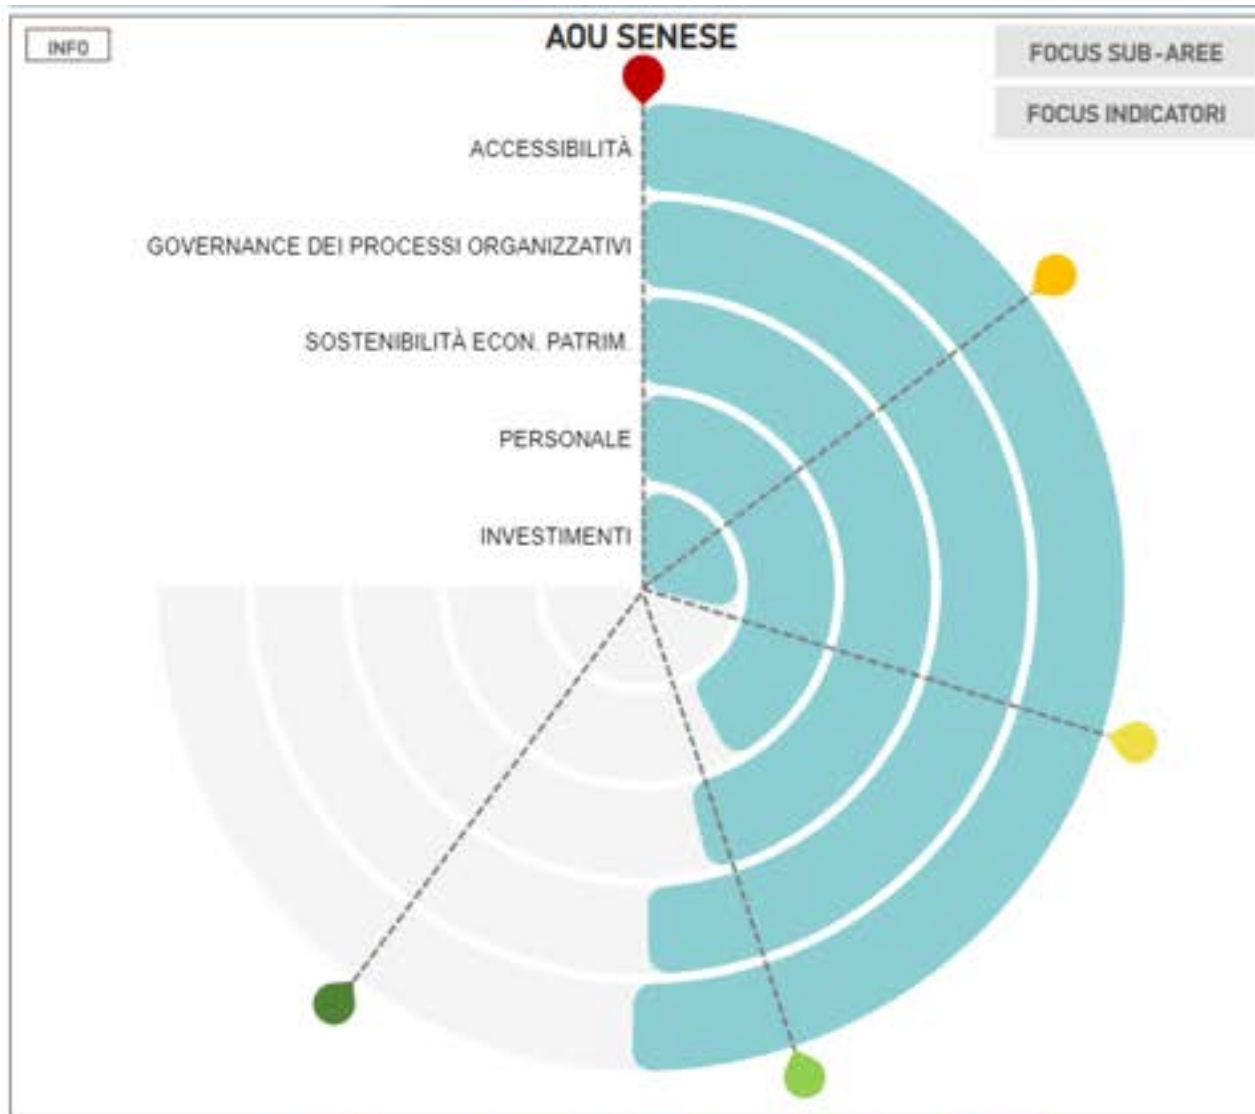 INFO
AOU SENESE
FOCUS SUB-AREE
FOCUS INDICATORI
ACCESSIBILITÀ
GOVERNANCE DEI PROCESSI ORGANIZZATIVI
SOSTENIBILITÀ ECON. PATRIM.
PERSONALE
INVESTIMENTI